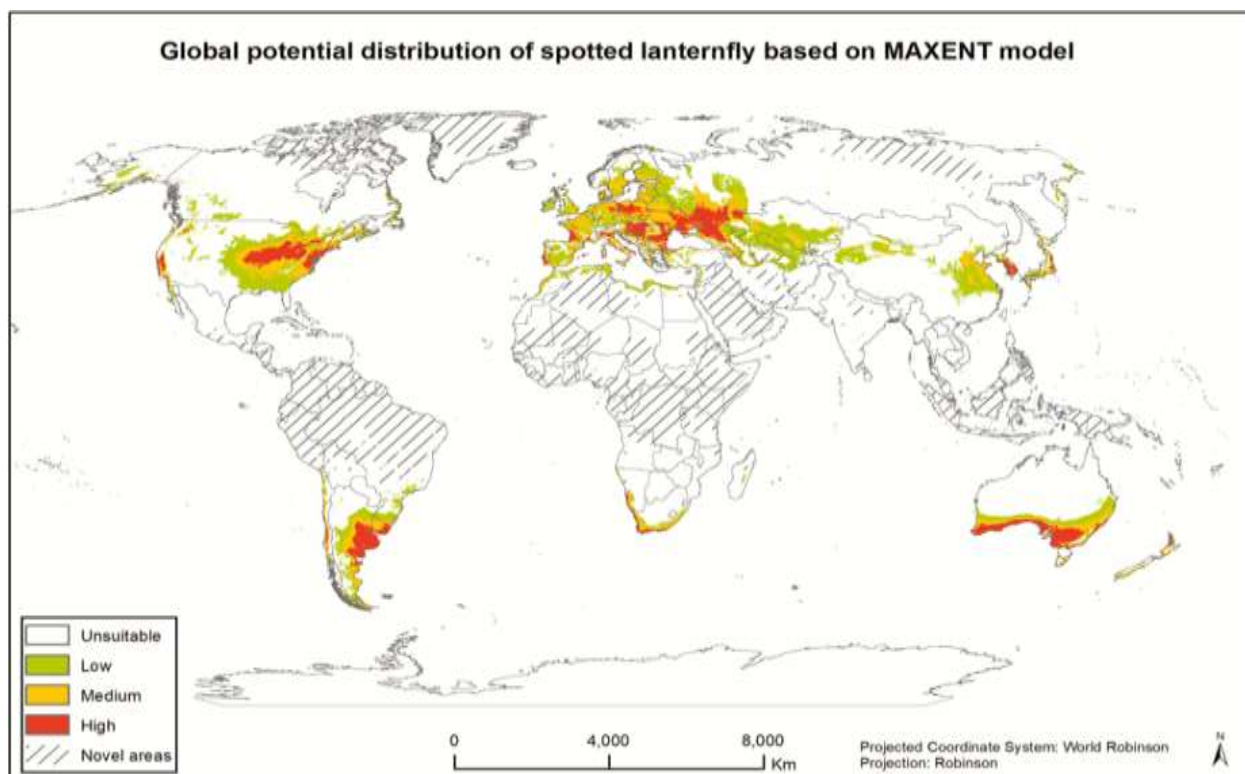 Global potential distribution of spotted lanternfly based on MAXENT model
Unsuitable
Low
Medium
High
Novel areas
0 4,000 8,000
Km
Projected Coordinate System: World Robinson
Projection: Robinson
N